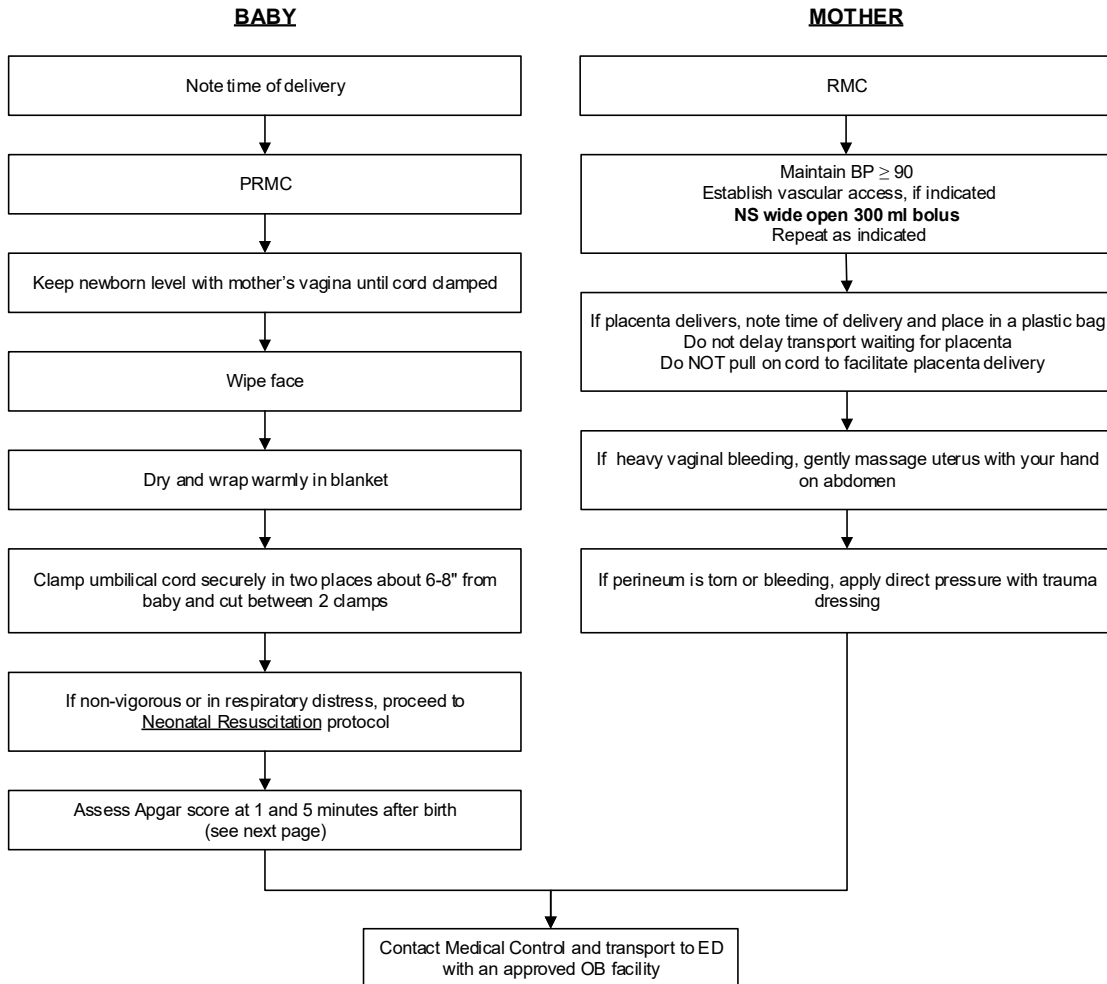 BABY
Note time of delivery
PRMC
Keep newborn level with mother's vagina until cord clamped
Wipe face
Dry and wrap warmly in blanket
Clamp umbilical cord securely in two places about 6-8" from
baby and cut between 2 clamps
If non-vigorous or in respiratory distress, proceed to
Neonatal Resuscitation protocol
Assess Apgar score at 1 and 5 minutes after birth
(see next page)
MOTHER
RMC
Maintain BP ≥ 90
Establish vascular access, if indicated
NS wide open 300 ml bolus
Repeat as indicated
If placenta delivers, note time of delivery and place in a plastic bag
Do not delay transport waiting for placenta
Do NOT pull on cord to facilitate placenta delivery
If heavy vaginal bleeding, gently massage uterus with your hand
on abdomen
If perineum is torn or bleeding, apply direct pressure with trauma
dressing
Contact Medical Control and transport to ED
with an approved OB facility